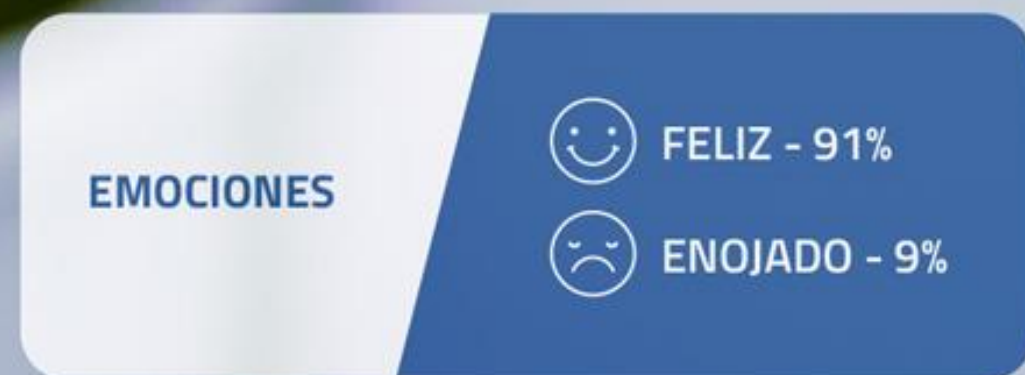 EMOCIONES
FELIZ - 91%
ENOJADO - 9%